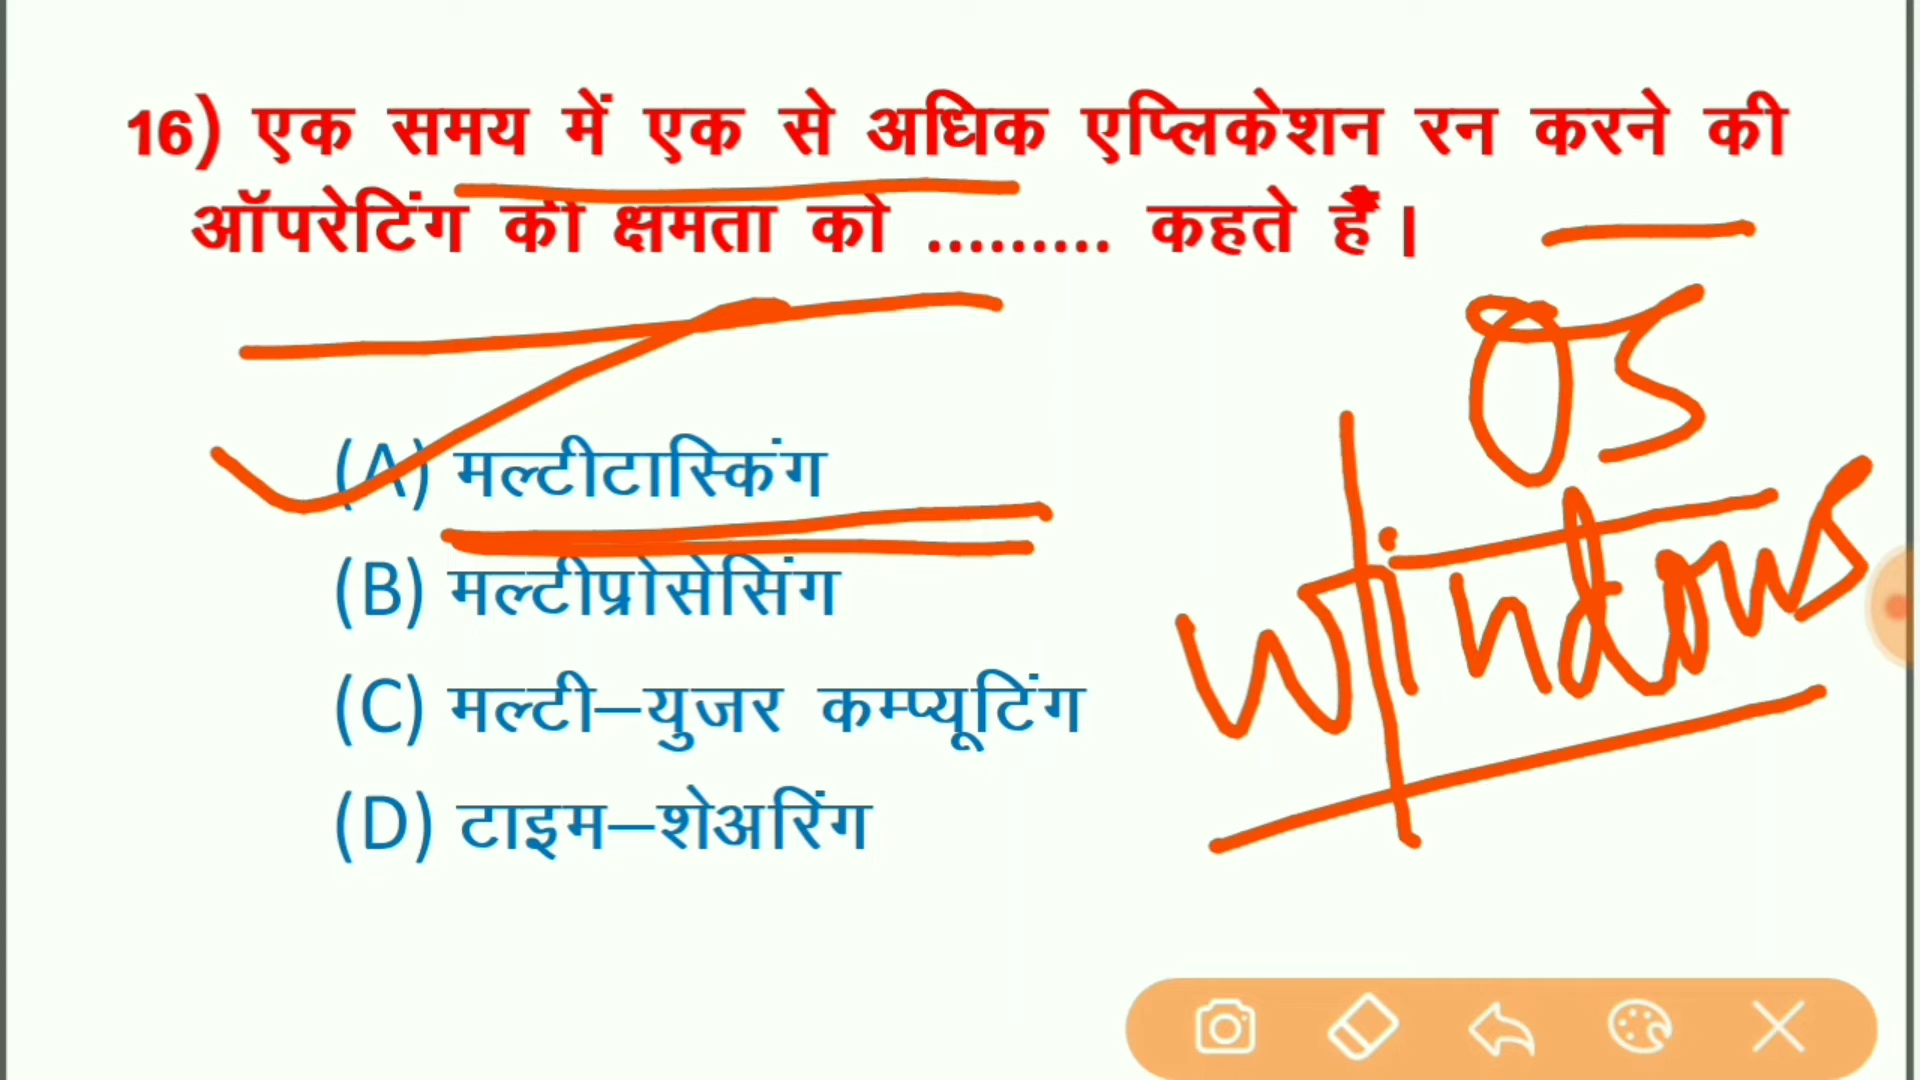 16) एक समय में एक से अधिक एप्लिकेशन रन करने की
ऑपरेटिंग की क्षमता को ......... कहते हैं।
OS
(A) मल्टीटास्किंग
windows
(B) मल्टीप्रोसेसिंग
(C) मल्टी–युजर कम्प्यूटिंग
(D) टाइम–शेअरिंग